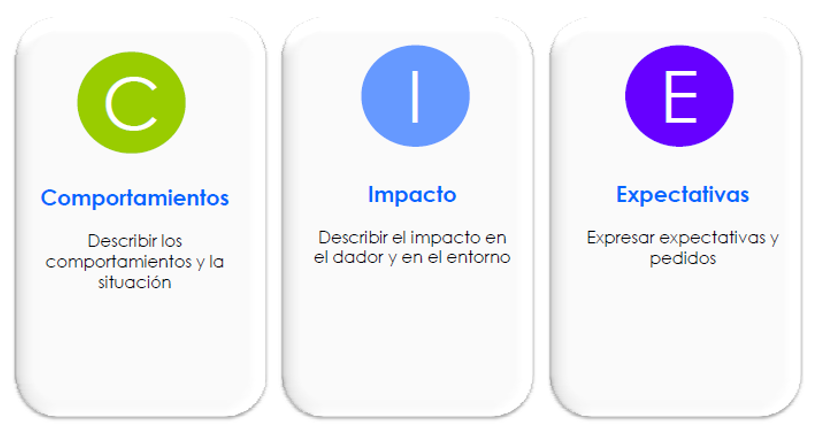 C
Comportamientos
Describir los
comportamientos y la
situación
I
Impacto
Describir el impacto en
el dador y en el entorno
E
Expectativas
Expresar expectativas y
pedidos